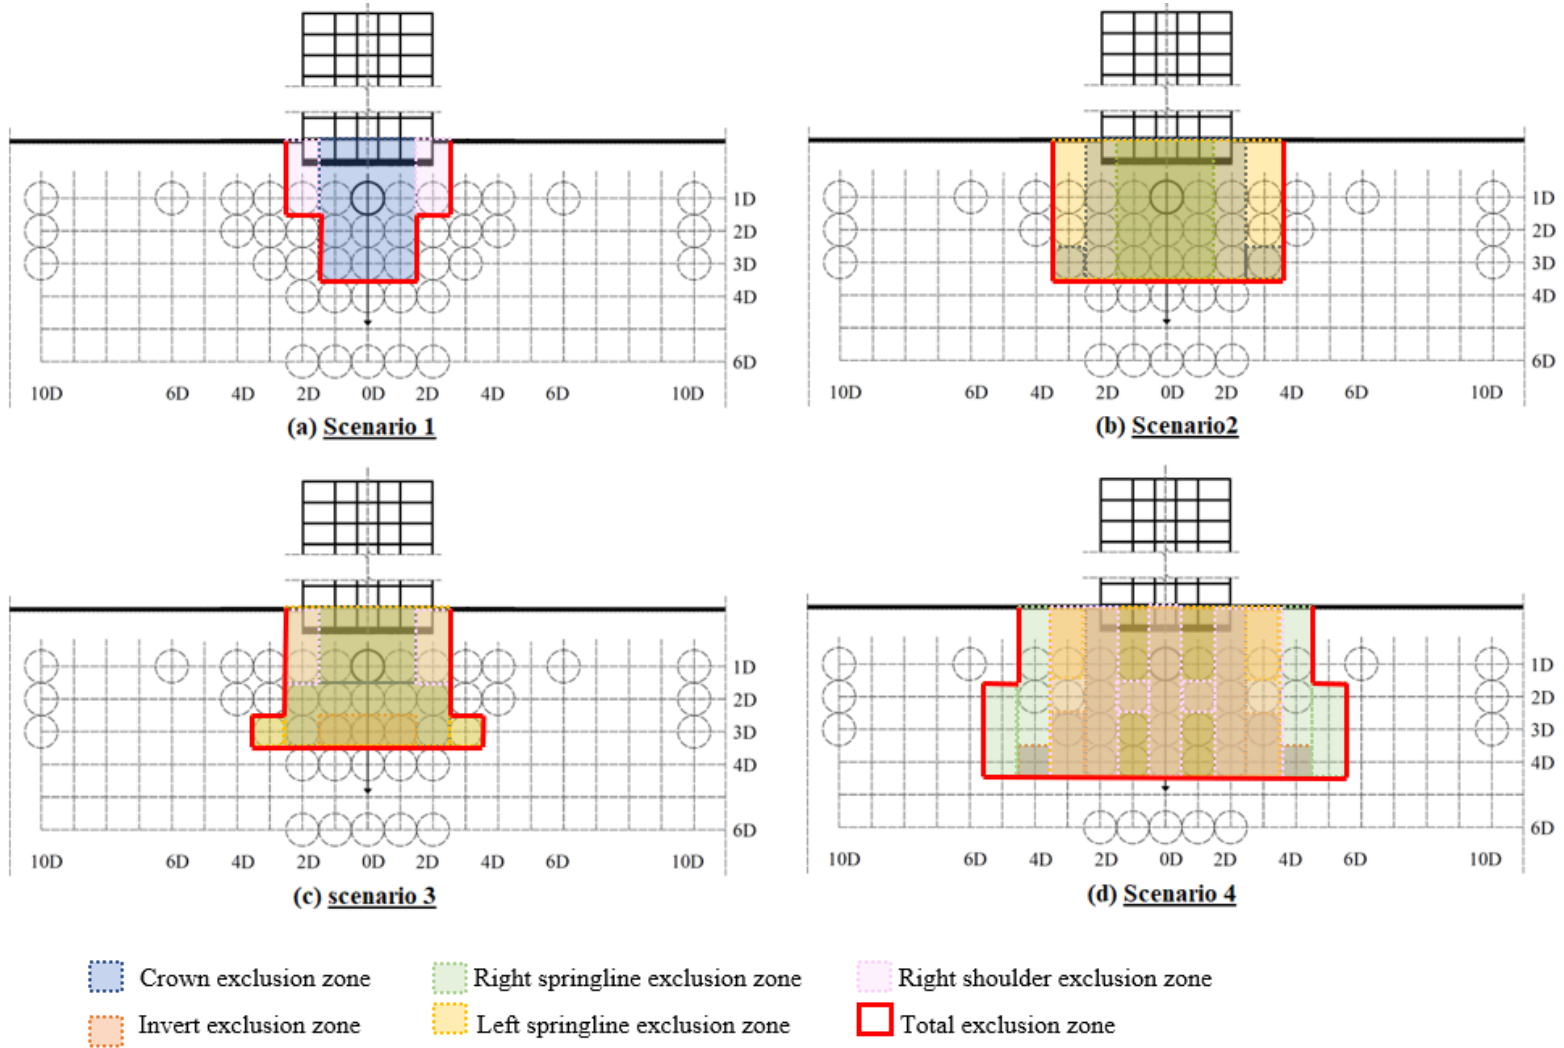 1D 1D
2D 2D
3D 3D
4D 4D
6D 6D
10D 6D 4D 2D 0D 2D 4D 6D 10D 10D 6D 4D 2D 0D 2D 4D 6D 10D
(a) Scenario 1 (b) Scenario2
1D 1D
2D 2D
3D 3D
4D 4D
6D 6D
10D 6D 4D 2D 0D 2D 4D 6D 10D 10D 6D 4D 2D 0D 2D 4D 6D 10D
(c) scenario 3 (d) Scenario 4
Crown exclusion zone Right springline exclusion zone Right shoulder exclusion zone
Invert exclusion zone Left springline exclusion zone Total exclusion zone